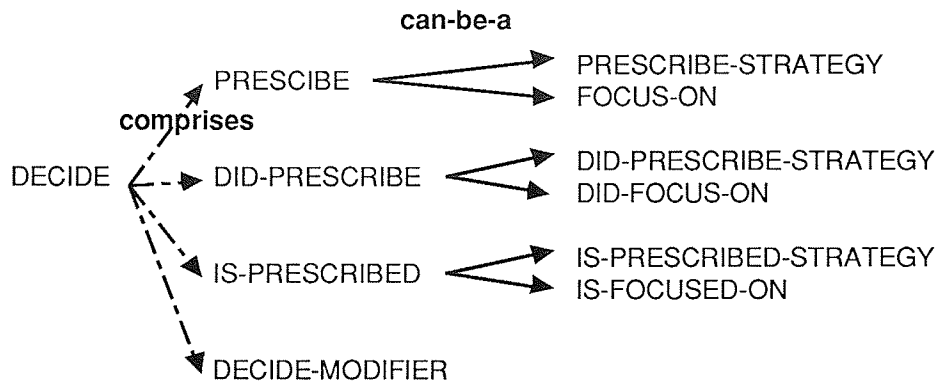 can-be-a
PRESCIBE
PRESCRIBE-STRATEGY
FOCUS-ON
comprises
DECIDE
DID-PRESCRIBE
DID-PRESCRIBE-STRATEGY
DID-FOCUS-ON
IS-PRESCRIBED
IS-PRESCRIBED-STRATEGY
IS-FOCUSED-ON
DECIDE-MODIFIER